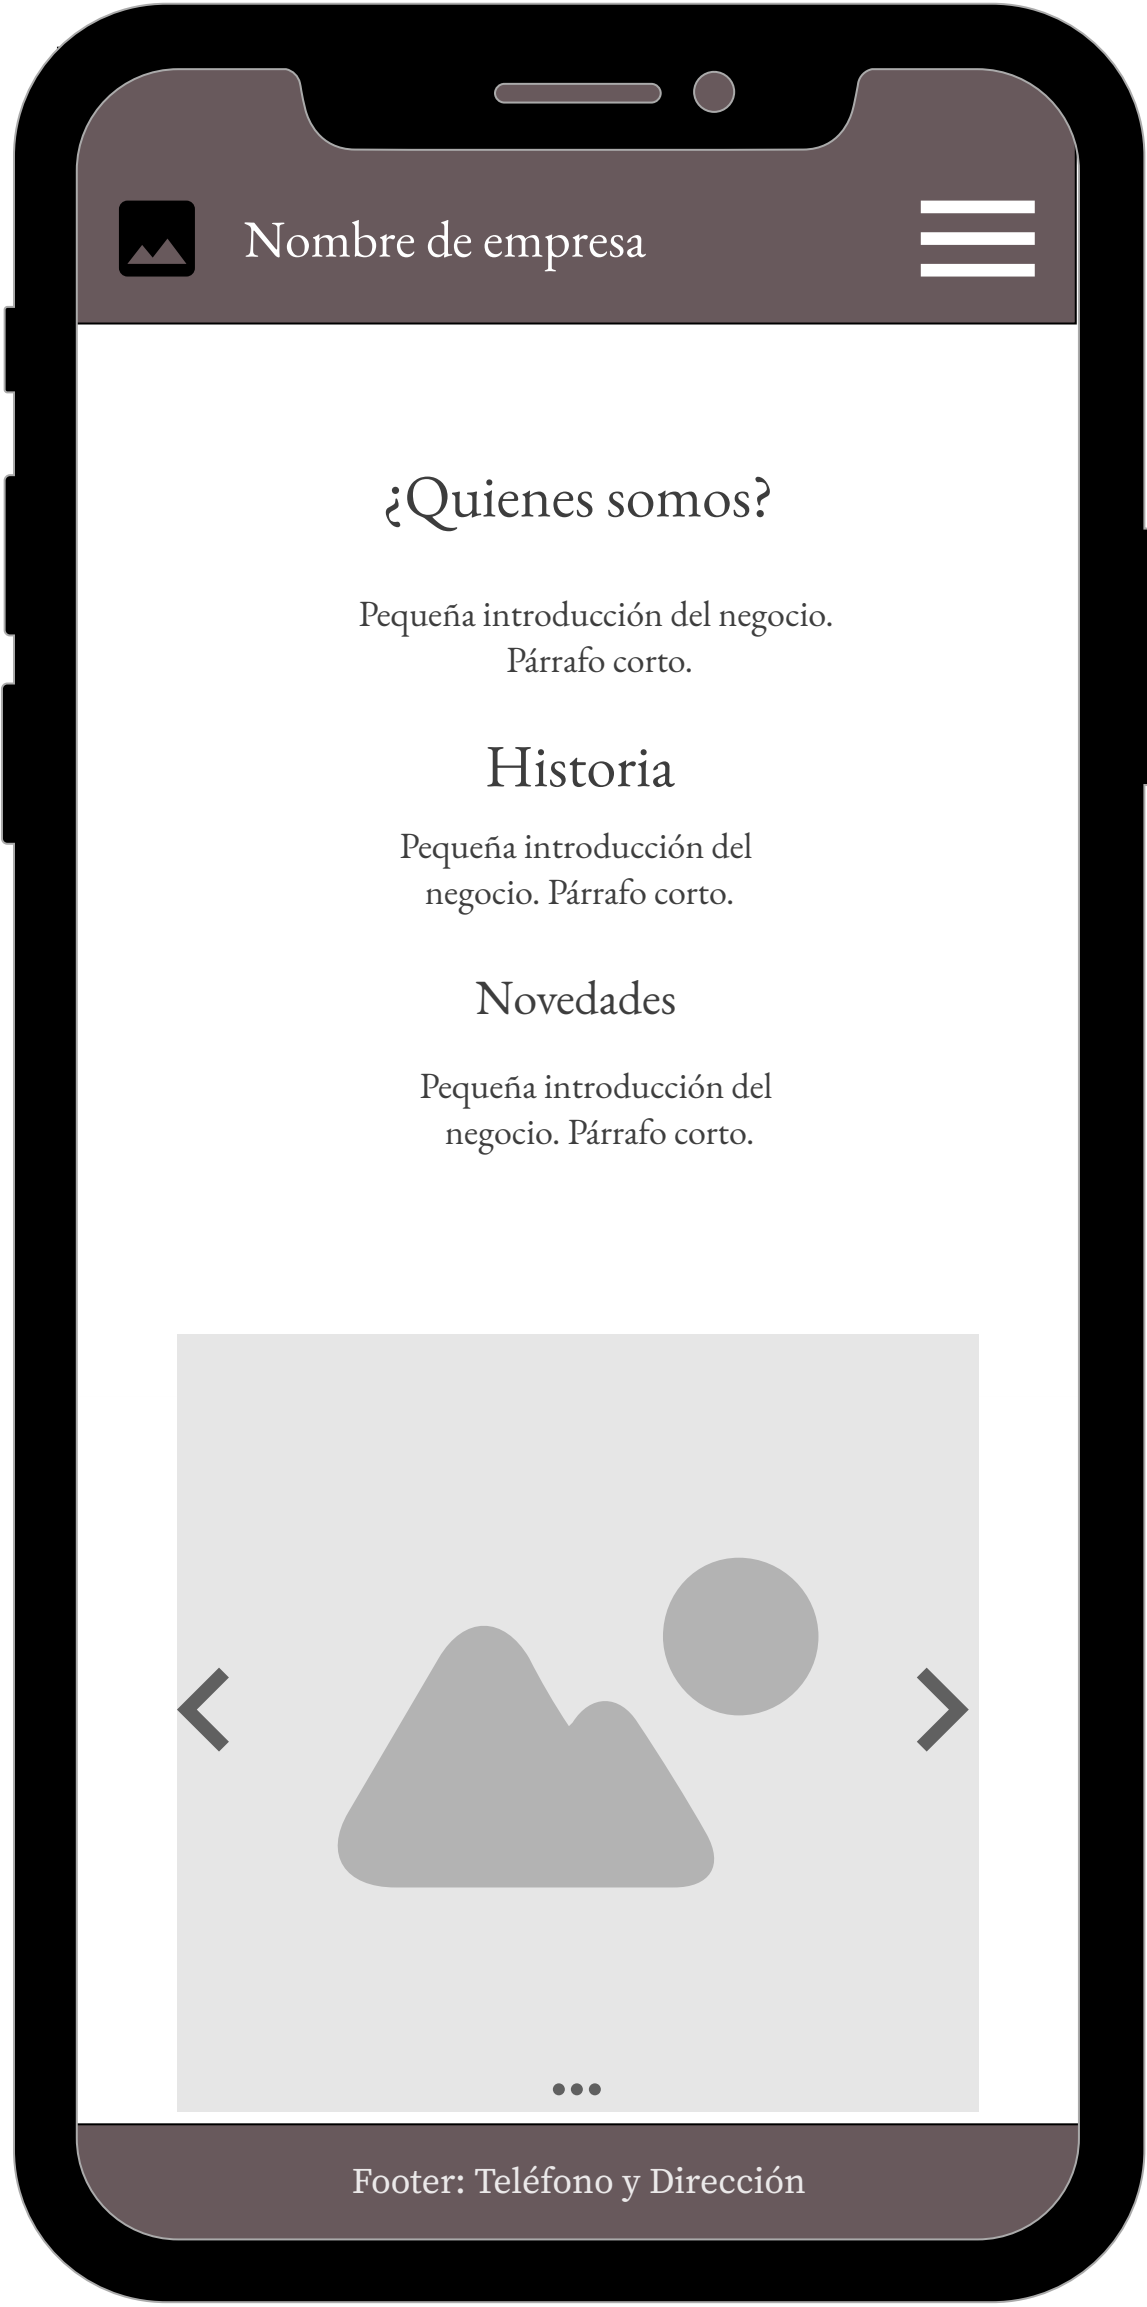 Nombre de empresa
¿Quienes somos?
Pequeña introducción del negocio.
Párrafo corto.
Historia
Pequeña introducción del
negocio. Párrafo corto.
Novedades
Pequeña introducción del
negocio. Párrafo corto.
Footer: Teléfono y Dirección